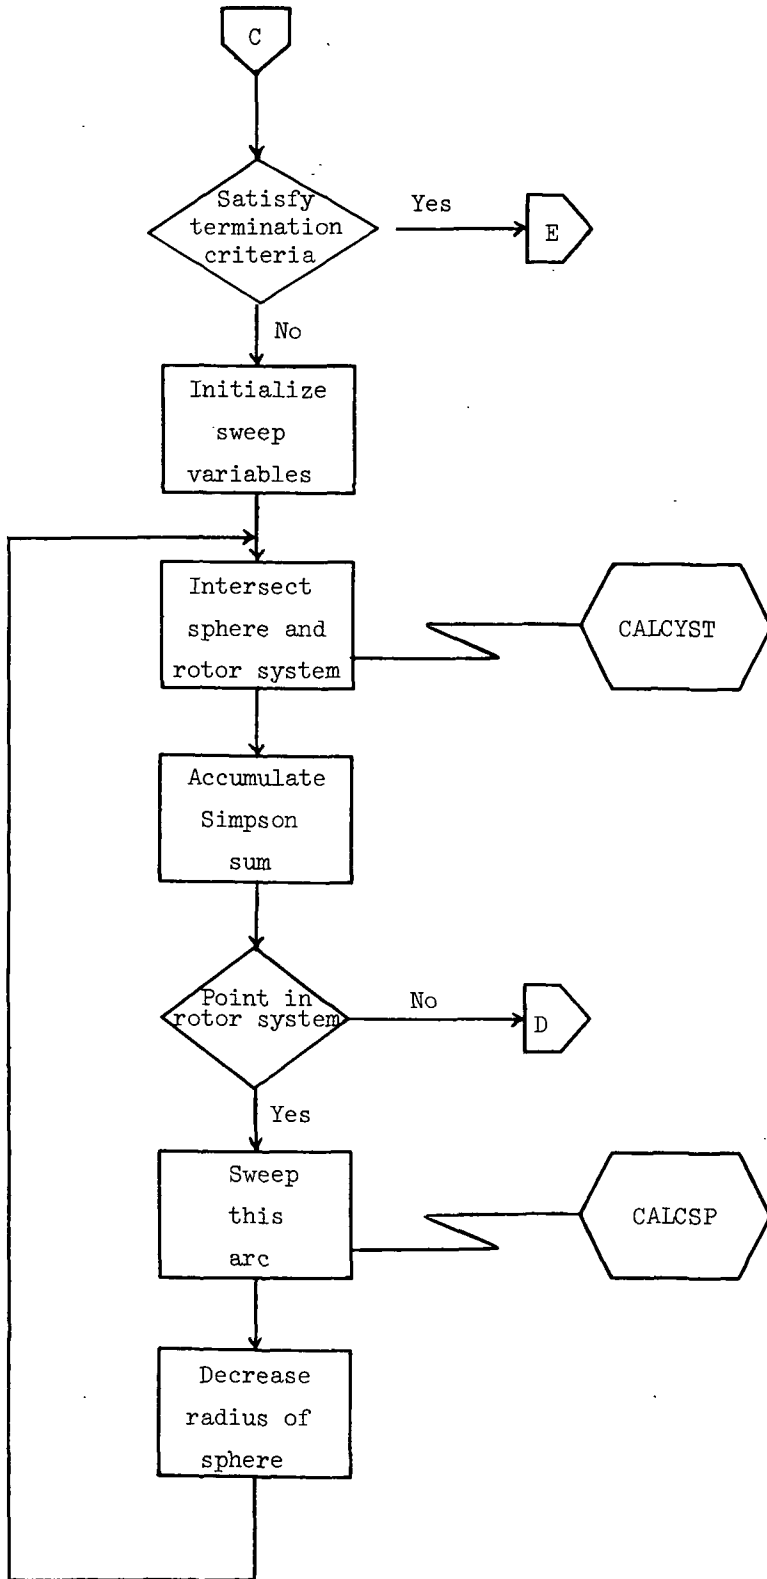 C
Satisfy
termination
criteria
Yes
E
No
Initialize
sweep
variables
Intersect
sphere and
rotor system
CALCYST
Accumulate
Simpson
sum
Point in
rotor system
No
D
Yes
Sweep
this
arc
CALCSP
Decrease
radius of
sphere